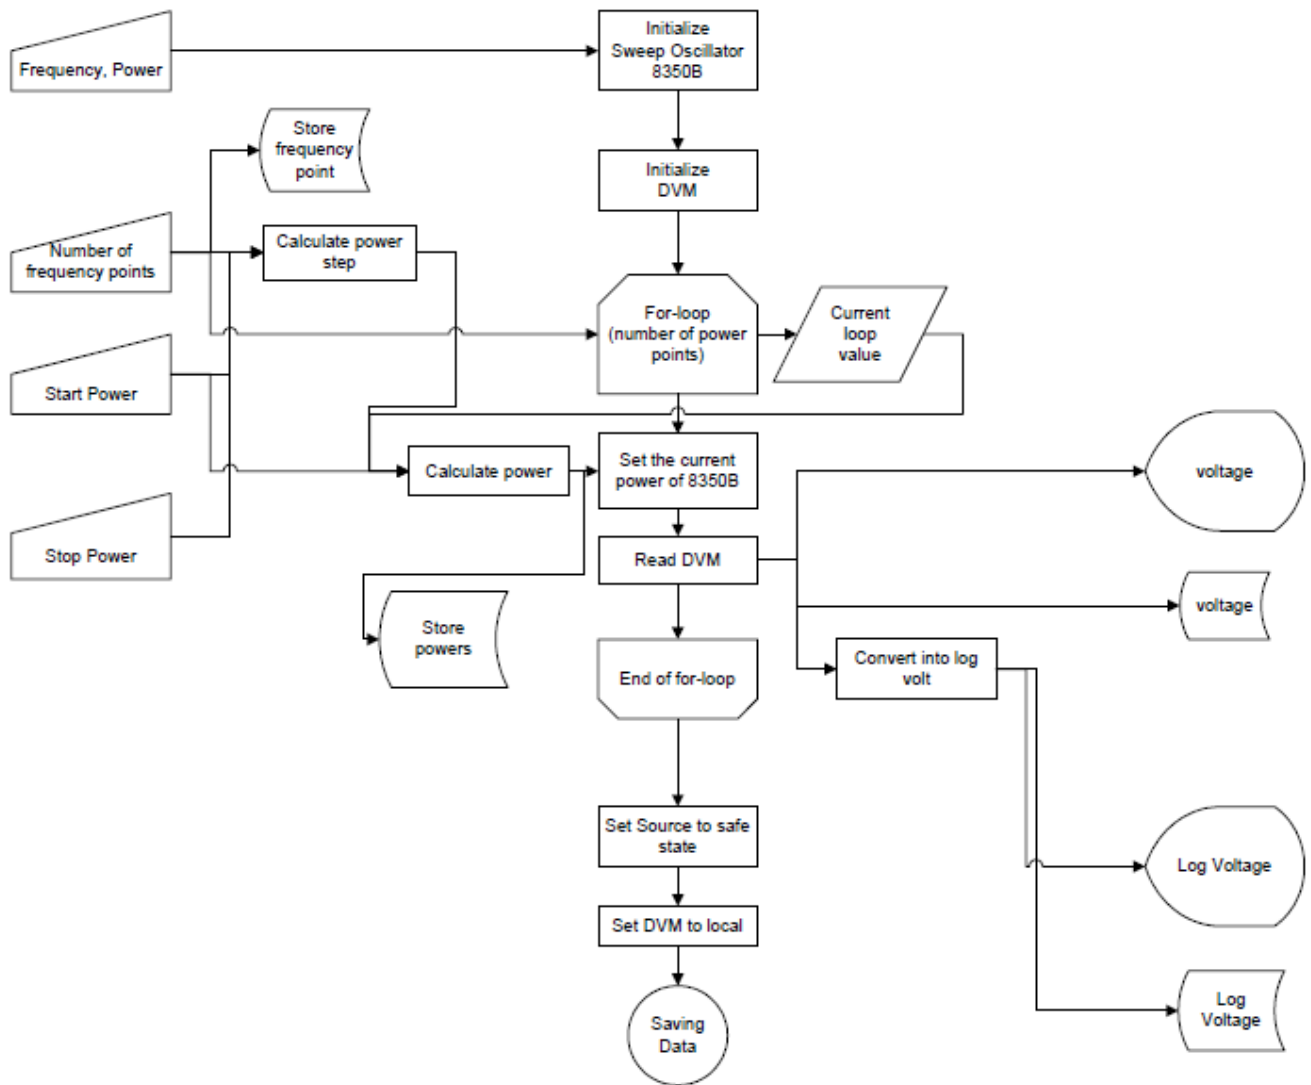 Frequency, Power
Initialize
Sweep Oscillator
8350B
Store
frequency
point
Initialize
DVM
Number of
frequency points
Calculate power
step
For-loop
(number of power
points)
Current
loop
value
Start Power
Calculate power
Set the current
power of 8350B
voltage
Stop Power
Read DVM
voltage
Store
powers
End of for-loop
Convert into log
volt
Set Source to safe
state
Log Voltage
Set DVM to local
Saving
Data
Log
Voltage